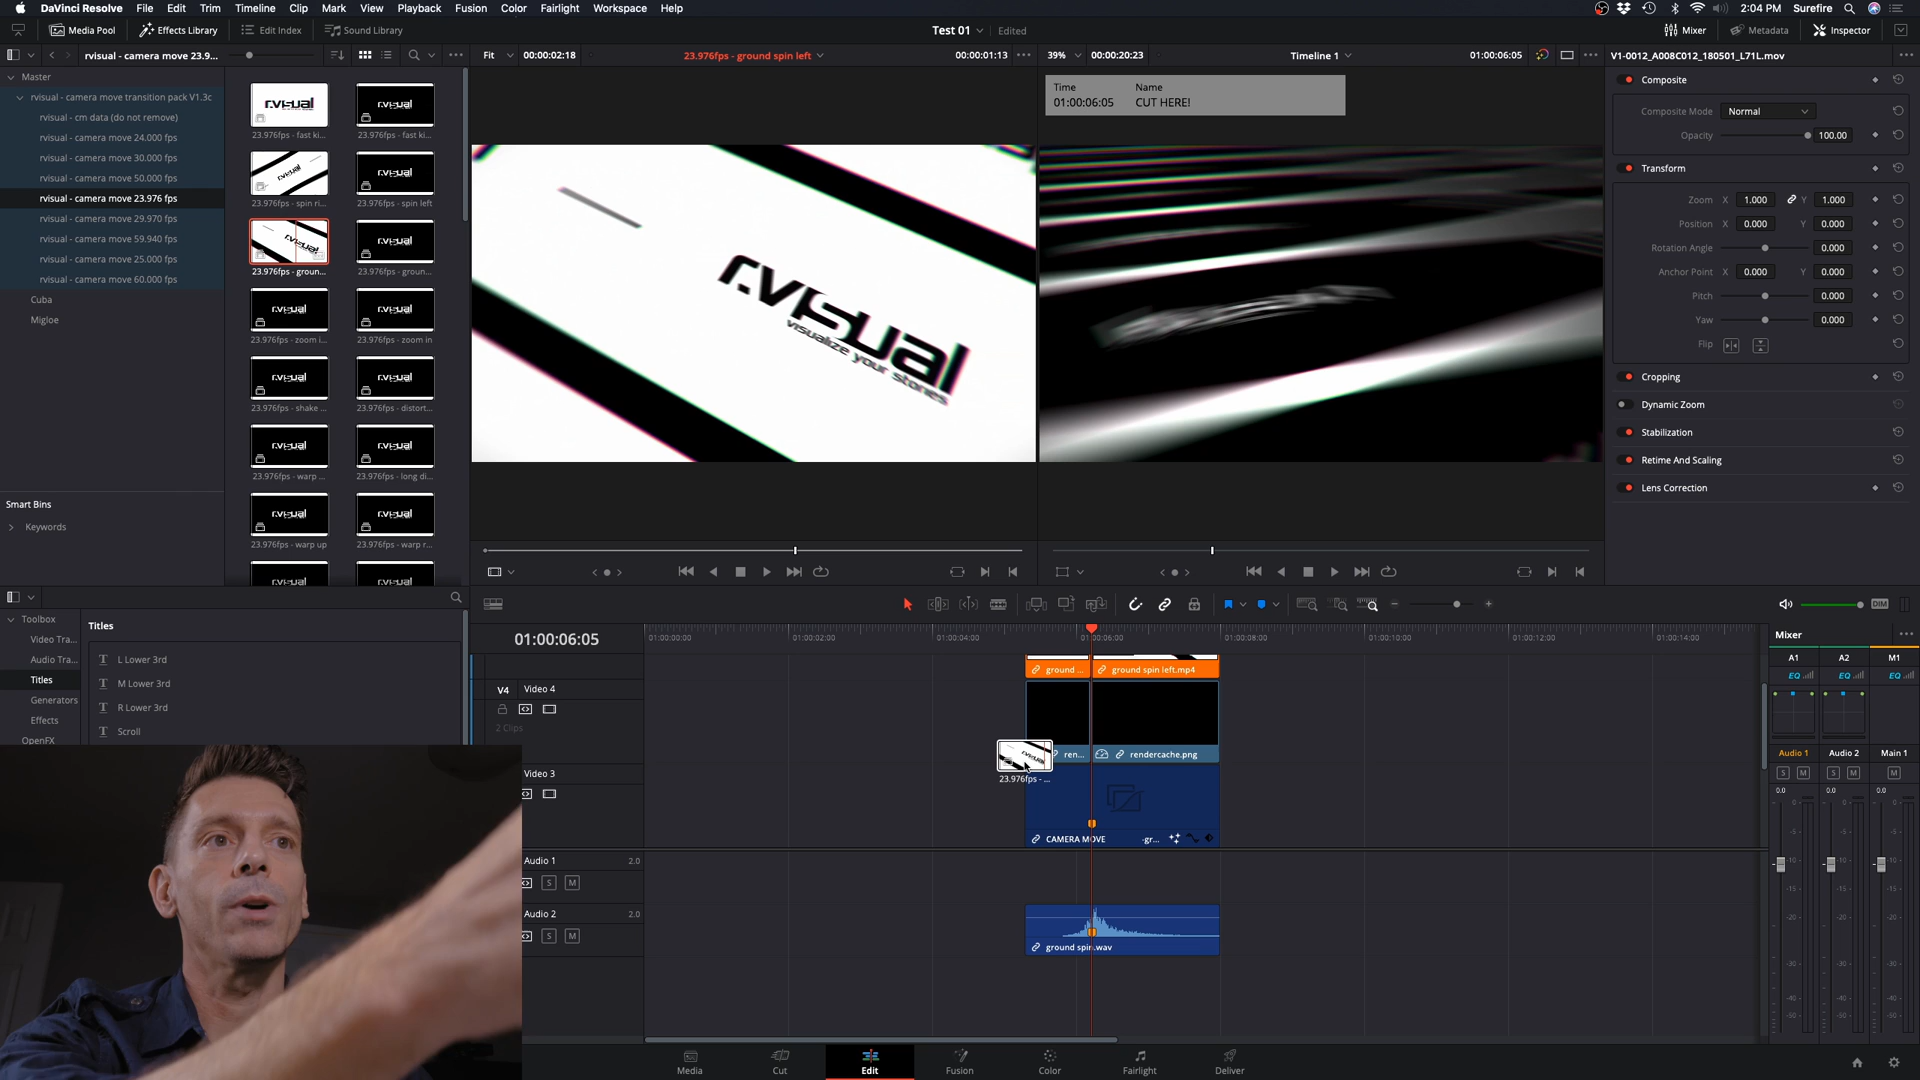 DaVinci Resolve File Edit Trim Timeline Clip Mark View Playback Fusion Color Fairlight Workspace Help
2:04 PM Surefire
Media Pool Effects Library Edit Index Sound Library
Test 01 Edited
Mixer Metadata Inspector
rvisual - camera move 23.9...
Fit 00:00:02:18 23.976fps - ground spin left 00:00:01:13
39% 00:00:20:23 Timeline 1 01:00:06:05
V1-0012_A008C012_180501_L71L.mov
Master
rvisual - camera move transition pack V1.3c
rvisual - cm data (do not remove)
rvisual - camera move 24.000 fps
rvisual - camera move 30.000 fps
rvisual - camera move 50.000 fps
rvisual - camera move 23.976 fps
rvisual - camera move 29.970 fps
rvisual - camera move 59.940 fps
rvisual - camera move 25.000 fps
rvisual - camera move 60.000 fps
Cuba
Migloe
Smart Bins
Keywords
23.976fps - fast ki... 23.976fps - fast ki...
23.976fps - spin ri... 23.976fps - spin left
23.976fps - groun... 23.976fps - groun...
23.976fps - zoom i... 23.976fps - zoom in
23.976fps - shake ... 23.976fps - distort...
23.976fps - warp ... 23.976fps - long di...
23.976fps - warp up 23.976fps - warp r...
r.visual
visualize your stories
Time Name
01:00:06:05 CUT HERE!
Composite
Composite Mode Normal
Opacity 100.00
Transform
Zoom X 1.000 Y 1.000
Position X 0.000 Y 0.000
Rotation Angle 0.000
Anchor Point X 0.000 Y 0.000
Pitch 0.000
Yaw 0.000
Flip
Cropping
Dynamic Zoom
Stabilization
Retime And Scaling
Lens Correction
Toolbox
Video Tra...
Audio Tra...
Titles
Generators
Effects
OpenFX
Titles
L Lower 3rd
M Lower 3rd
R Lower 3rd
Scroll
01:00:06:05
01:00:00:00 01:00:02:00 01:00:04:00 01:00:06:00 01:00:08:00 01:00:10:00 01:00:12:00 01:00:14:00
ground ... ground spin left.mp4
V4 Video 4
2 Clips
ren... rendercache.png
23.976fps - ...
Video 3
CAMERA MOVE -gr...
Audio 1 2.0
S M
Audio 2 2.0
S M
ground spin.wav
DIM
Mixer
A1 A2 M1
EQ EQ EQ
Audio 1 Audio 2 Main 1
S M S M M
0.0 0.0 0.0
Media Cut Edit Fusion Color Fairlight Deliver